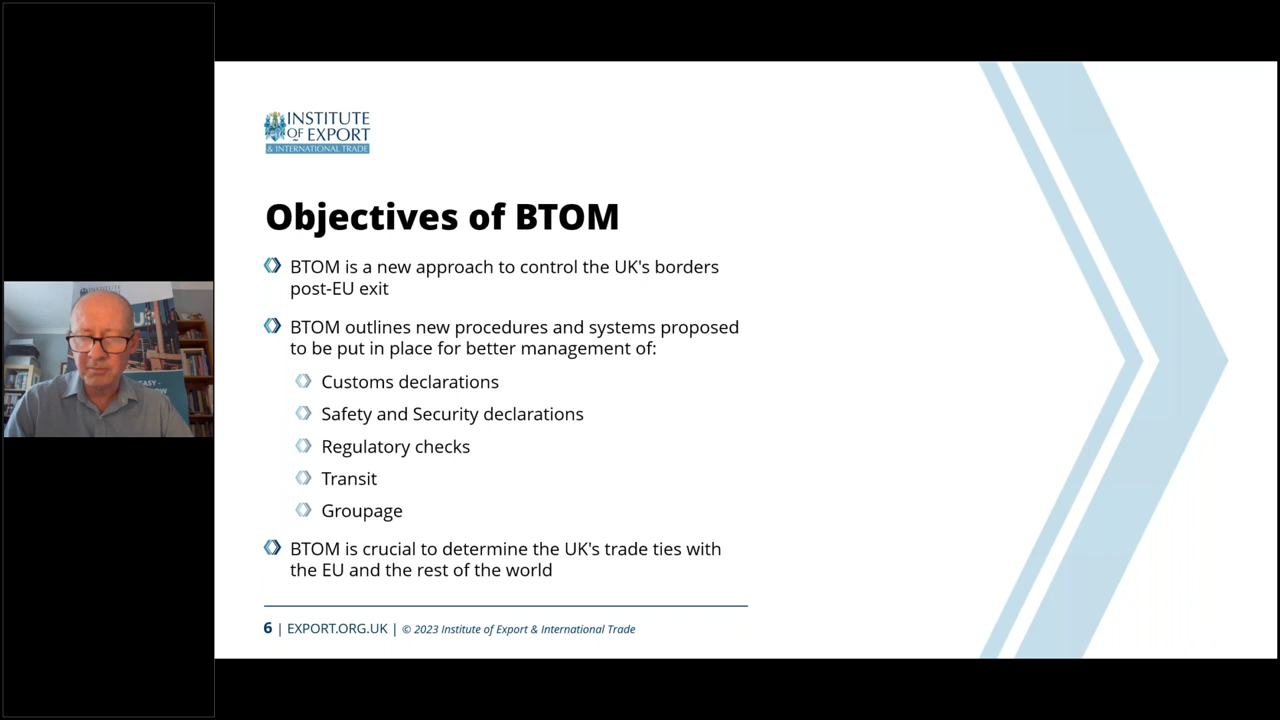 INSTITUTE
OF EXPORT
& INTERNATIONAL TRADE
Objectives of BTOM
BTOM is a new approach to control the UK's borders
post-EU exit
BTOM outlines new procedures and systems proposed
to be put in place for better management of:
Customs declarations
Safety and Security declarations
Regulatory checks
Transit
Groupage
BTOM is crucial to determine the UK's trade ties with
the EU and the rest of the world
6 | EXPORT.ORG.UK | © 2023 Institute of Export & International Trade